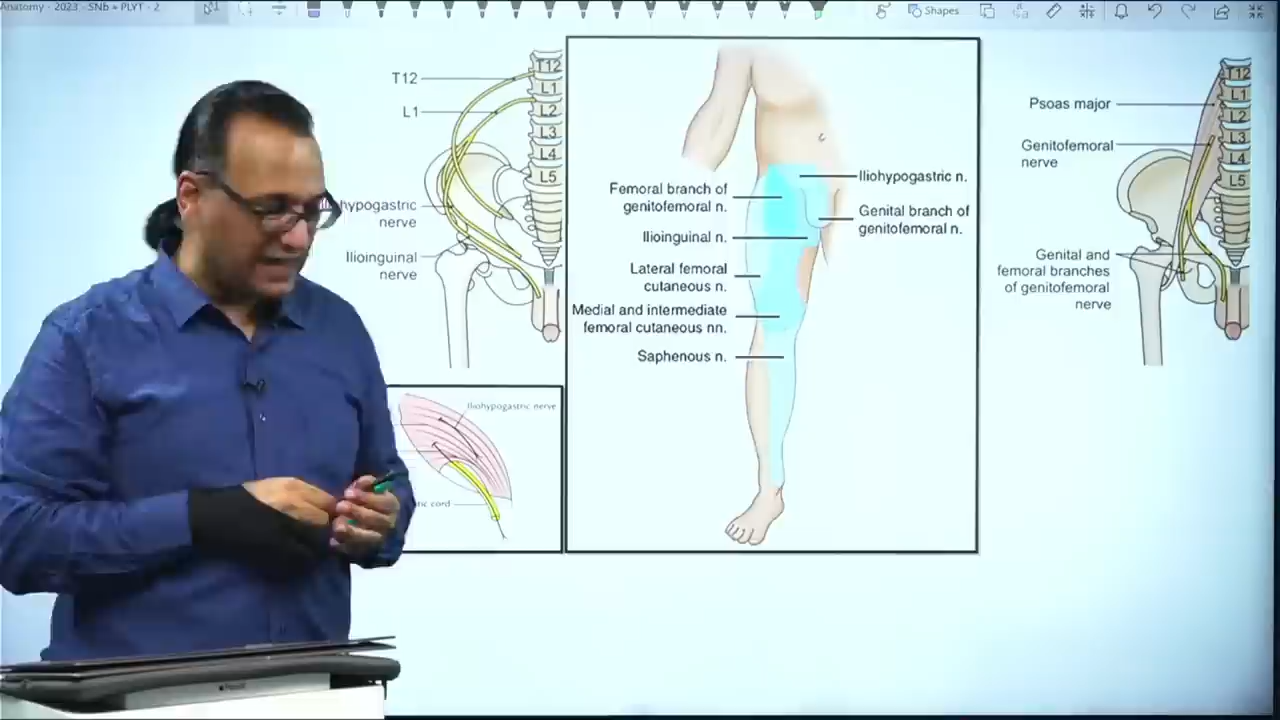 Anatomy - 2023 - SNb » PLYT - 2
Shapes
T12
L1
hypogastric
nerve
Ilioinguinal
nerve
T12
L1
L2
L3
L4
L5
Iliohypogastric nerve
tic cord
Femoral branch of
genitofemoral n.
Ilioinguinal n.
Lateral femoral
cutaneous n.
Medial and intermediate
femoral cutaneous nn.
Saphenous n.
Iliohypogastric n.
Genital branch of
genitofemoral n.
Psoas major
Genitofemoral
nerve
Genital and
femoral branches
of genitofemoral
nerve
T12
L1
L2
L3
L4
L5